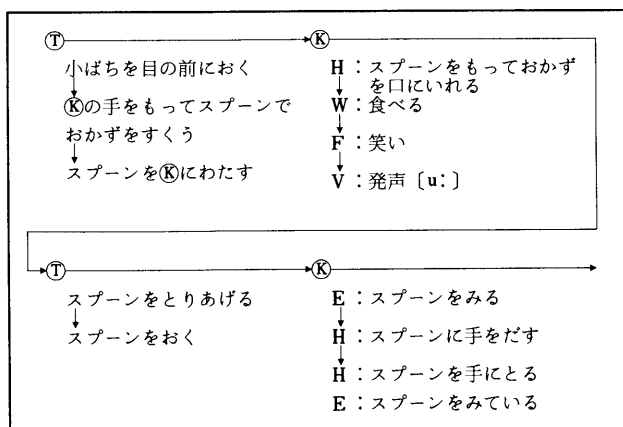 Ⓣ Ⓚ
小ばちを目の前におく
Ⓚの手をもってスプーンで
おかずをすくう
スプーンをⓀにわたす
H：スプーンをもっておかず
を口にいれる
W：食べる
F：笑い
V：発声〔u：〕
Ⓣ Ⓚ
スプーンをとりあげる
スプーンをおく
E：スプーンをみる
H：スプーンに手をだす
H：スプーンを手にとる
E：スプーンをみている